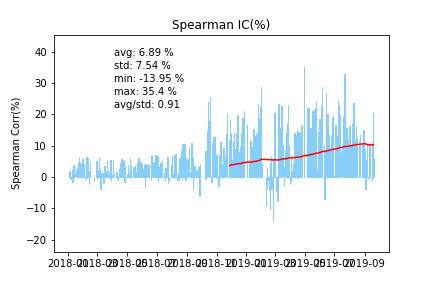 Spearman IC(%)
avg: 6.89 %
std: 7.54 %
min: -13.95 %
max: 35.4 %
avg/std: 0.91
Spearman Corr(%)
40
30
20
10
0
−10
−20
2018-01 2018-03 2018-05 2018-07 2018-09 2018-11 2019-01 2019-03 2019-05 2019-07 2019-09